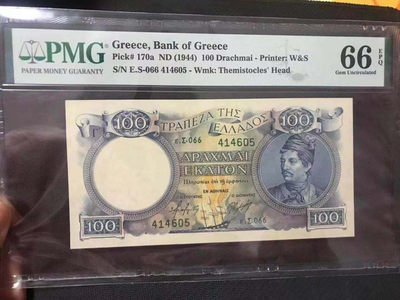 PMG
PAPER MONEY GUARANTY
Greece, Bank of Greece
Pick# 170a ND (1944) 100 Drachmai - Printer: W&S
S/N E.S-066 414605 - Wmk: Themistocles' Head
66 EPQ
Gem Uncirculated
100 ΤΡΑΠΕΖΑ ΤΗΣ ΕΛΛΑΔΟΣ 100
ε.Σ-066 414605
ΔΡΑΧΜΑΙ
ΕΚΑΤΟΝ
ΕΝ ΑΘΗΝΑΙΣ
414605 ε.Σ-066
100 100